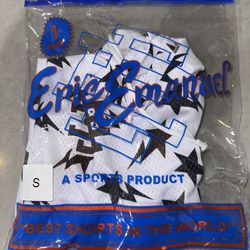 Eric Emanuel
S
A SPORTS PRODUCT
"BEST SHORTS IN THE WORLD"